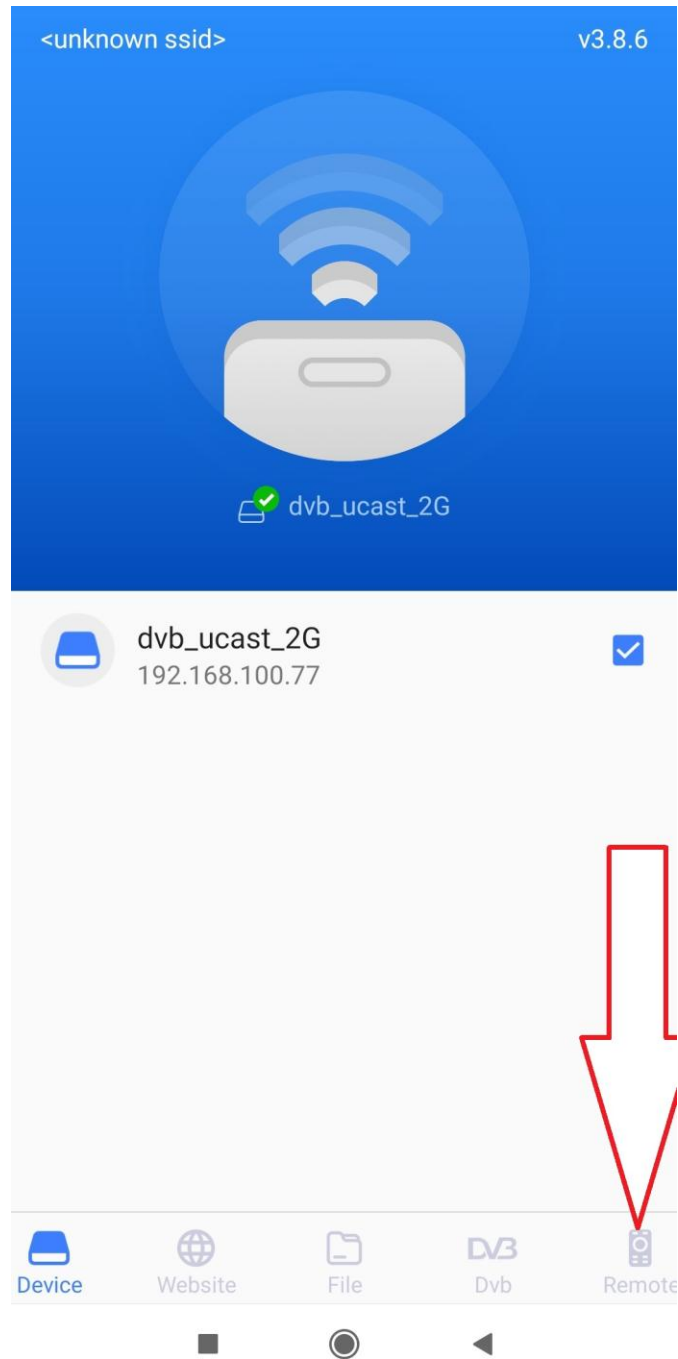 <unknown ssid>
v3.8.6
dvb_ucast_2G
dvb_ucast_2G
192.168.100.77
DVB
Device
Website
File
Dvb
Remote